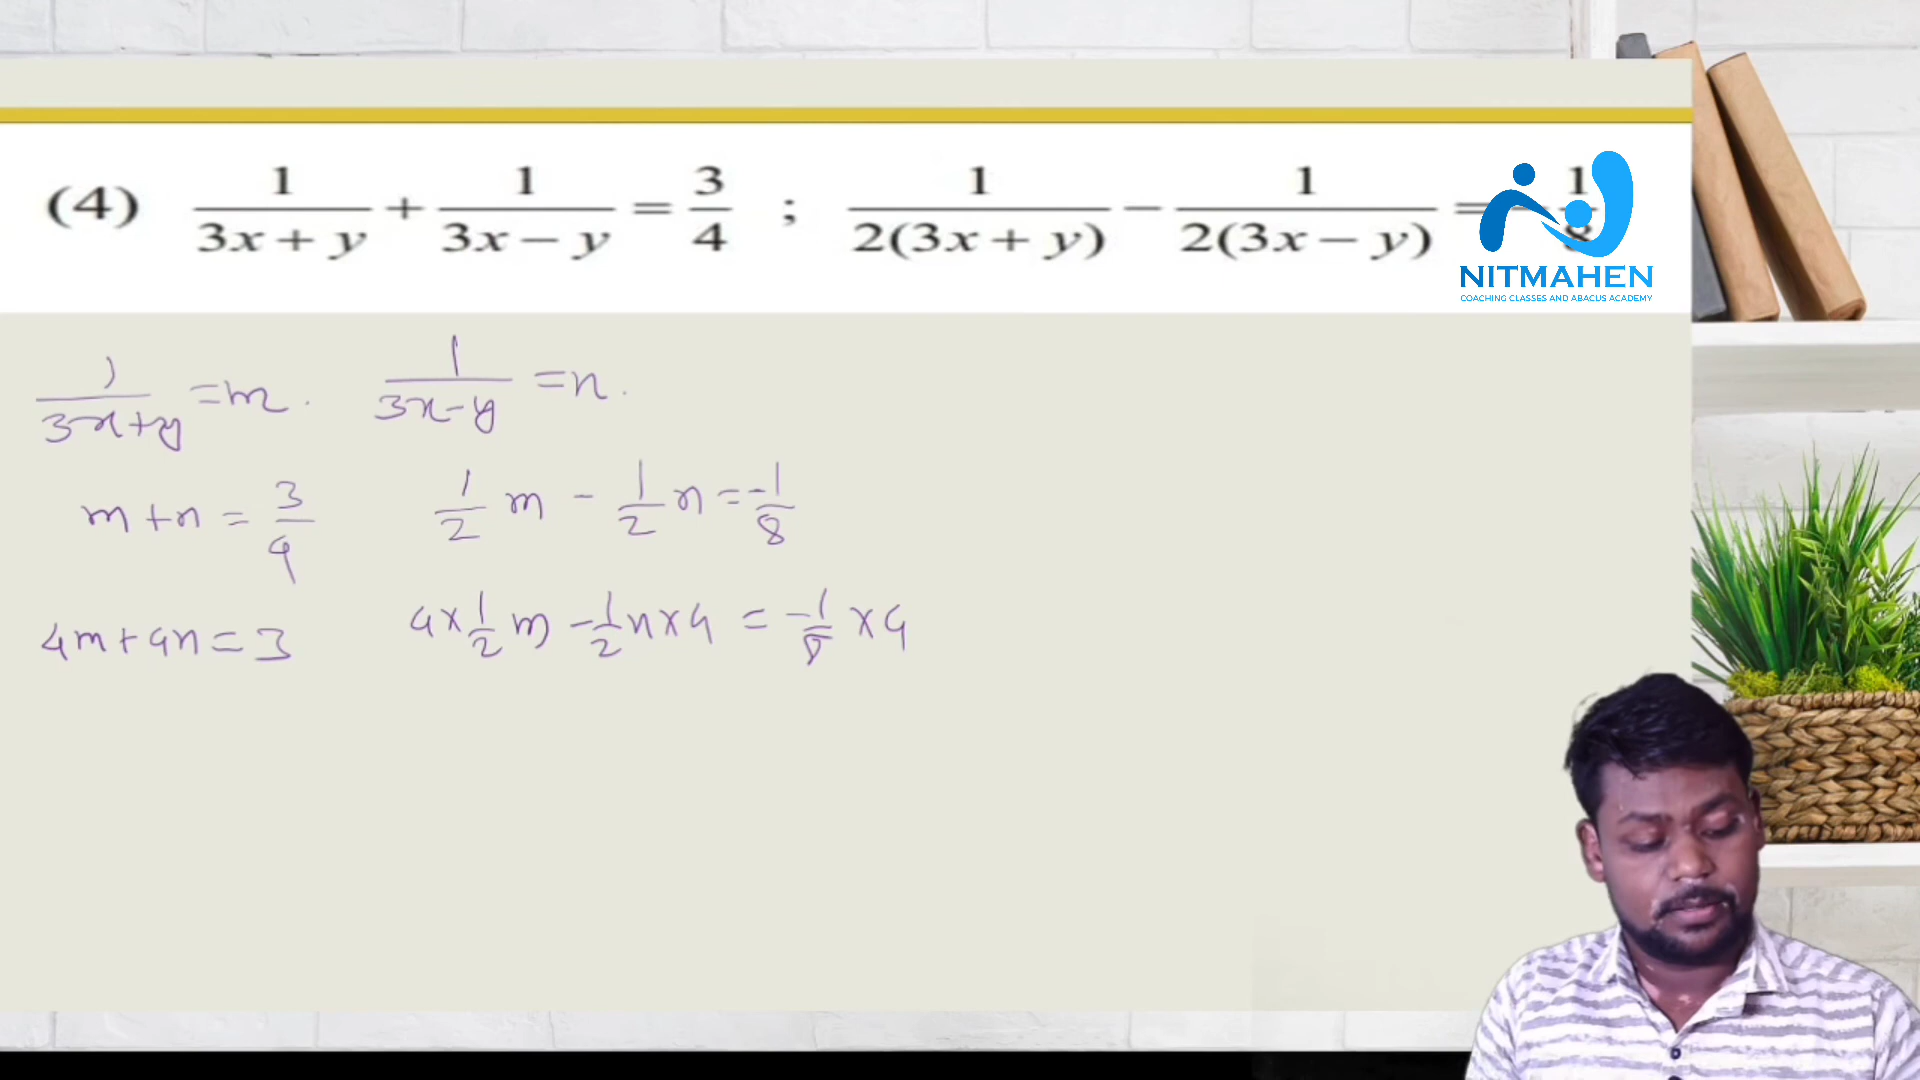 (4) 1/(3x + y) + 1/(3x − y) = 3/4 ; 1/(2(3x + y)) − 1/(2(3x − y)) = − 1/8
NITMAHEN
COACHING CLASSES AND ABACUS ACADEMY
1/(3x+y) = m. 1/(3x-y) = n.
m + n = 3/4 1/2 m - 1/2 n = -1/8
4m + 4n = 3 4 × 1/2 m - 1/2 n × 4 = -1/8 × 4